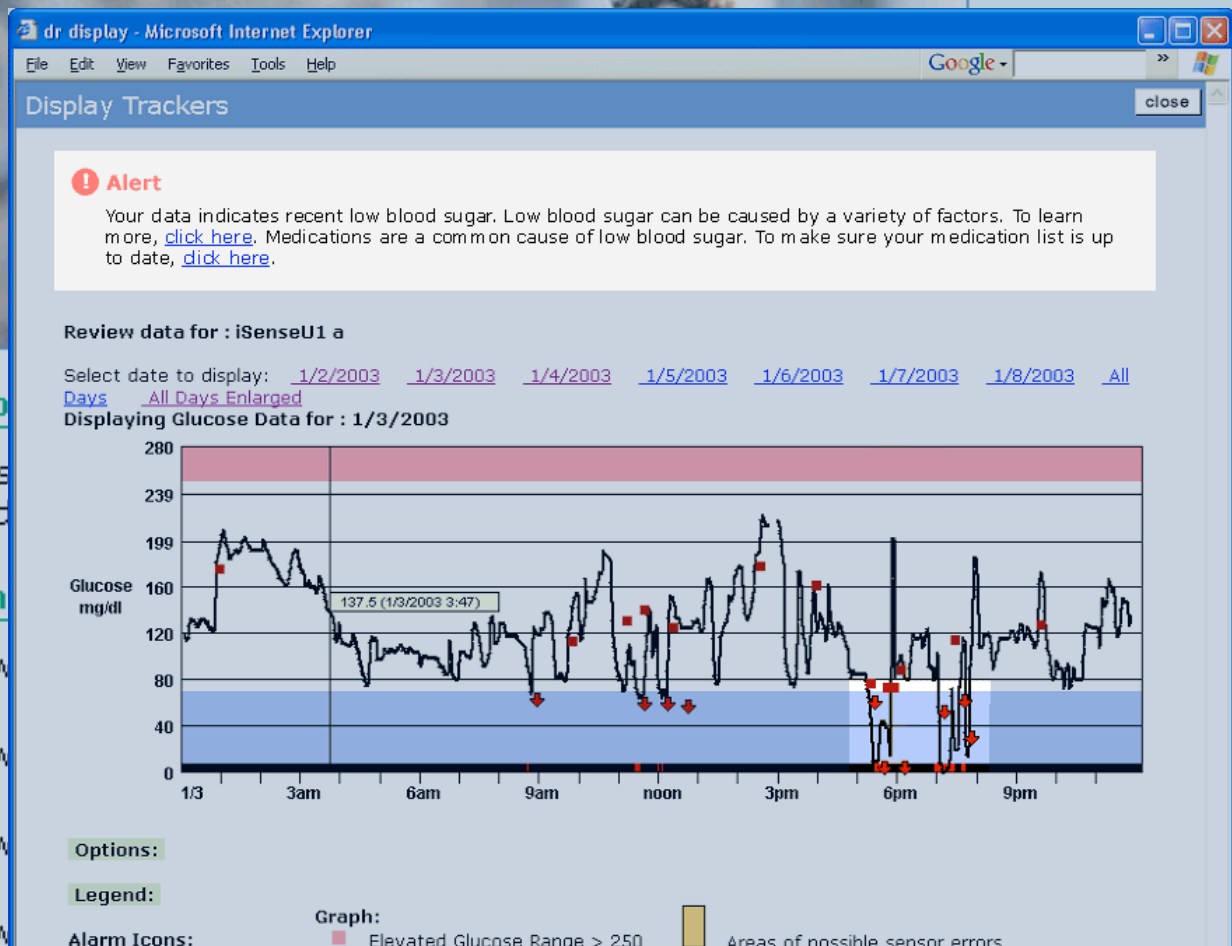 dr display - Microsoft Internet Explorer
File Edit View Favorites Tools Help
Google
»
Display Trackers
close
! Alert
Your data indicates recent low blood sugar. Low blood sugar can be caused by a variety of factors. To learn
more, click here. Medications are a common cause of low blood sugar. To make sure your medication list is up
to date, click here.
Review data for : iSenseU1 a
Select date to display: 1/2/2003 1/3/2003 1/4/2003 1/5/2003 1/6/2003 1/7/2003 1/8/2003 All
Days All Days Enlarged
Displaying Glucose Data for : 1/3/2003
280
239
199
Glucose 160
mg/dl
137.5 (1/3/2003 3:47)
120
80
40
0
1/3 3am 6am 9am noon 3pm 6pm 9pm
Options:
Legend:
Graph:
Alarm Icons:
Elevated Glucose Range > 250
Areas of possible sensor errors